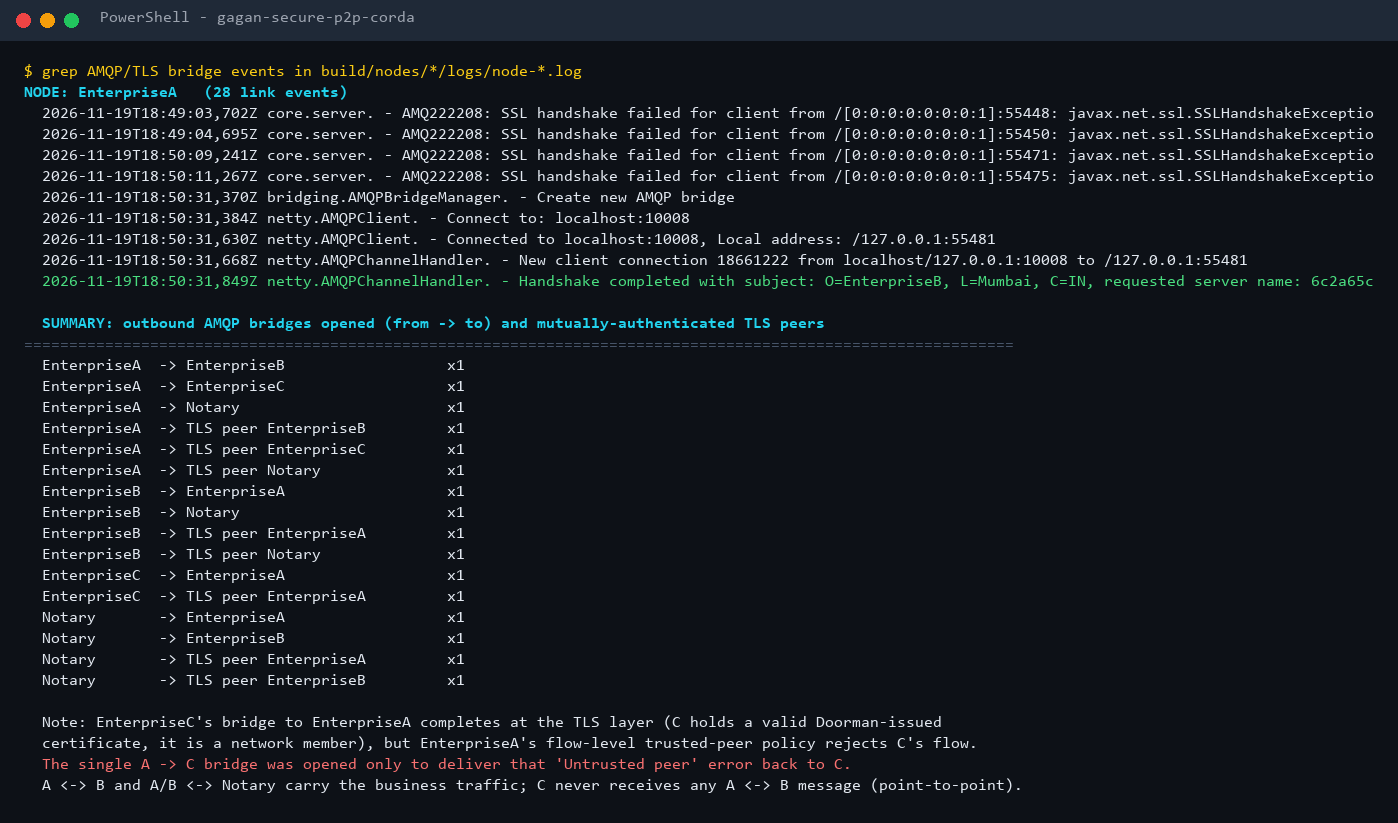 PowerShell - gagan-secure-p2p-corda
$ grep AMQP/TLS bridge events in build/nodes/*/logs/node-*.log
NODE: EnterpriseA   (28 link events)
2026-11-19T18:49:03,702Z core.server. - AMQ222208: SSL handshake failed for client from /[0:0:0:0:0:0:0:1]:55448: javax.net.ssl.SSLHandshakeExceptio
2026-11-19T18:49:04,695Z core.server. - AMQ222208: SSL handshake failed for client from /[0:0:0:0:0:0:0:1]:55450: javax.net.ssl.SSLHandshakeExceptio
2026-11-19T18:50:09,241Z core.server. - AMQ222208: SSL handshake failed for client from /[0:0:0:0:0:0:0:1]:55471: javax.net.ssl.SSLHandshakeExceptio
2026-11-19T18:50:11,267Z core.server. - AMQ222208: SSL handshake failed for client from /[0:0:0:0:0:0:0:1]:55475: javax.net.ssl.SSLHandshakeExceptio
2026-11-19T18:50:31,370Z bridging.AMQPBridgeManager. - Create new AMQP bridge
2026-11-19T18:50:31,384Z netty.AMQPClient. - Connect to: localhost:10008
2026-11-19T18:50:31,630Z netty.AMQPClient. - Connected to localhost:10008, Local address: /127.0.0.1:55481
2026-11-19T18:50:31,668Z netty.AMQPChannelHandler. - New client connection 18661222 from localhost/127.0.0.1:10008 to /127.0.0.1:55481
2026-11-19T18:50:31,849Z netty.AMQPChannelHandler. - Handshake completed with subject: O=EnterpriseB, L=Mumbai, C=IN, requested server name: 6c2a65c
SUMMARY: outbound AMQP bridges opened (from -> to) and mutually-authenticated TLS peers
==============================================================================================================
EnterpriseA  -> EnterpriseB                  x1
EnterpriseA  -> EnterpriseC                  x1
EnterpriseA  -> Notary                       x1
EnterpriseA  -> TLS peer EnterpriseB         x1
EnterpriseA  -> TLS peer EnterpriseC         x1
EnterpriseA  -> TLS peer Notary              x1
EnterpriseB  -> EnterpriseA                  x1
EnterpriseB  -> Notary                       x1
EnterpriseB  -> TLS peer EnterpriseA         x1
EnterpriseB  -> TLS peer Notary              x1
EnterpriseC  -> EnterpriseA                  x1
EnterpriseC  -> TLS peer EnterpriseA         x1
Notary       -> EnterpriseA                  x1
Notary       -> EnterpriseB                  x1
Notary       -> TLS peer EnterpriseA         x1
Notary       -> TLS peer EnterpriseB         x1
Note: EnterpriseC's bridge to EnterpriseA completes at the TLS layer (C holds a valid Doorman-issued
certificate, it is a network member), but EnterpriseA's flow-level trusted-peer policy rejects C's flow.
The single A -> C bridge was opened only to deliver that 'Untrusted peer' error back to C.
A <-> B and A/B <-> Notary carry the business traffic; C never receives any A <-> B message (point-to-point).